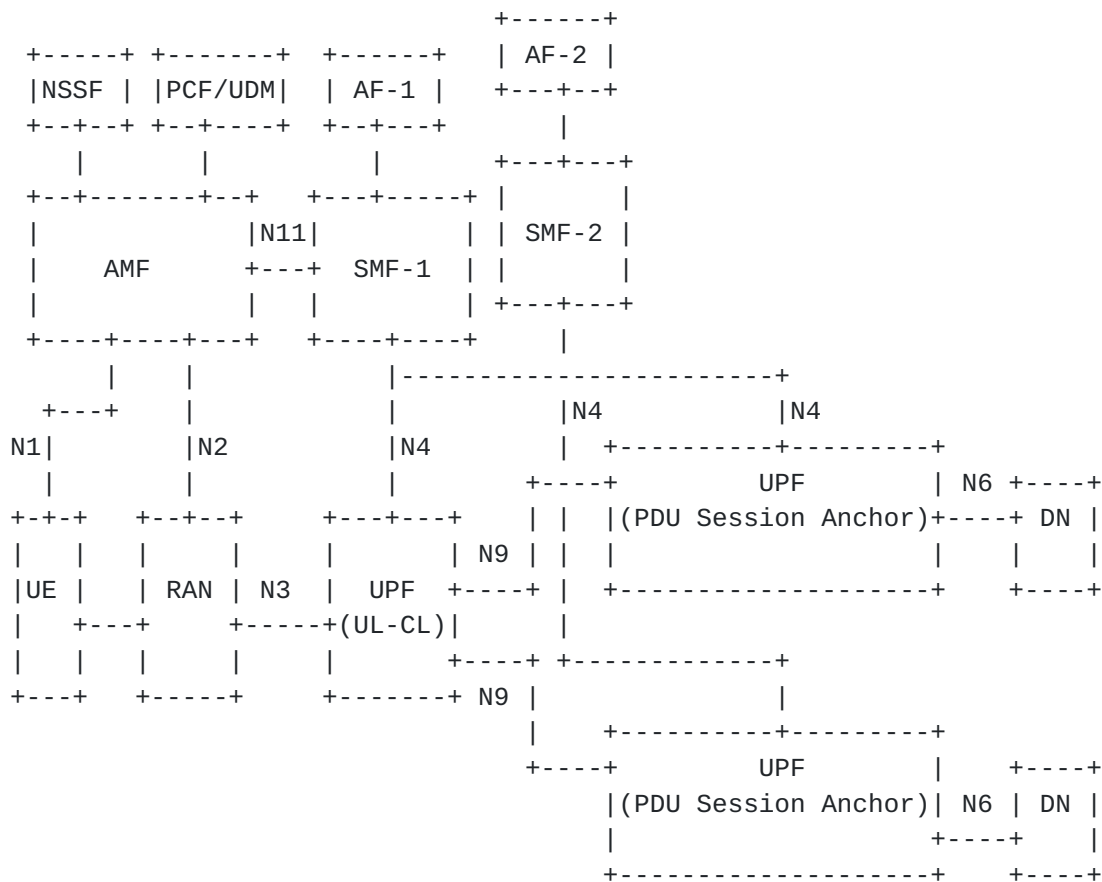 +------+
 +-----+ +-------+  +------+   | AF-2 |
 |NSSF | |PCF/UDM|  | AF-1 |   +---+--+
 +--+--+ +--+----+  +--+---+       |
    |       |          |       +---+---+
 +--+-------+--+   +---+-----+ |       |
 |             |N11|         | | SMF-2 |
 |    AMF      +---+  SMF-1  | |       |
 |             |   |         | +---+---+
 +----+----+---+   +----+----+     |
      |    |            |------------------------+
  +---+    |            |          |N4           |N4
N1|        |N2          |N4        |  +----------+---------+
  |        |            |        +----+         UPF        | N6 +----+
+-+-+   +--+--+     +---+---+    | |  |(PDU Session Anchor)+----+ DN |
|   |   |     |     |       | N9 | |  |                    |    |    |
|UE |   | RAN | N3  |  UPF  +----+ |  +--------------------+    +----+
|   +---+     +-----+(UL-CL)|      |
|   |   |     |     |       +----+ +-------------+
+---+   +-----+     +-------+ N9 |               |
                                 |    +----------+---------+
                                 +----+         UPF        |    +----+
                                      |(PDU Session Anchor)| N6 | DN |
                                      |                    +----+    |
                                      +--------------------+    +----+